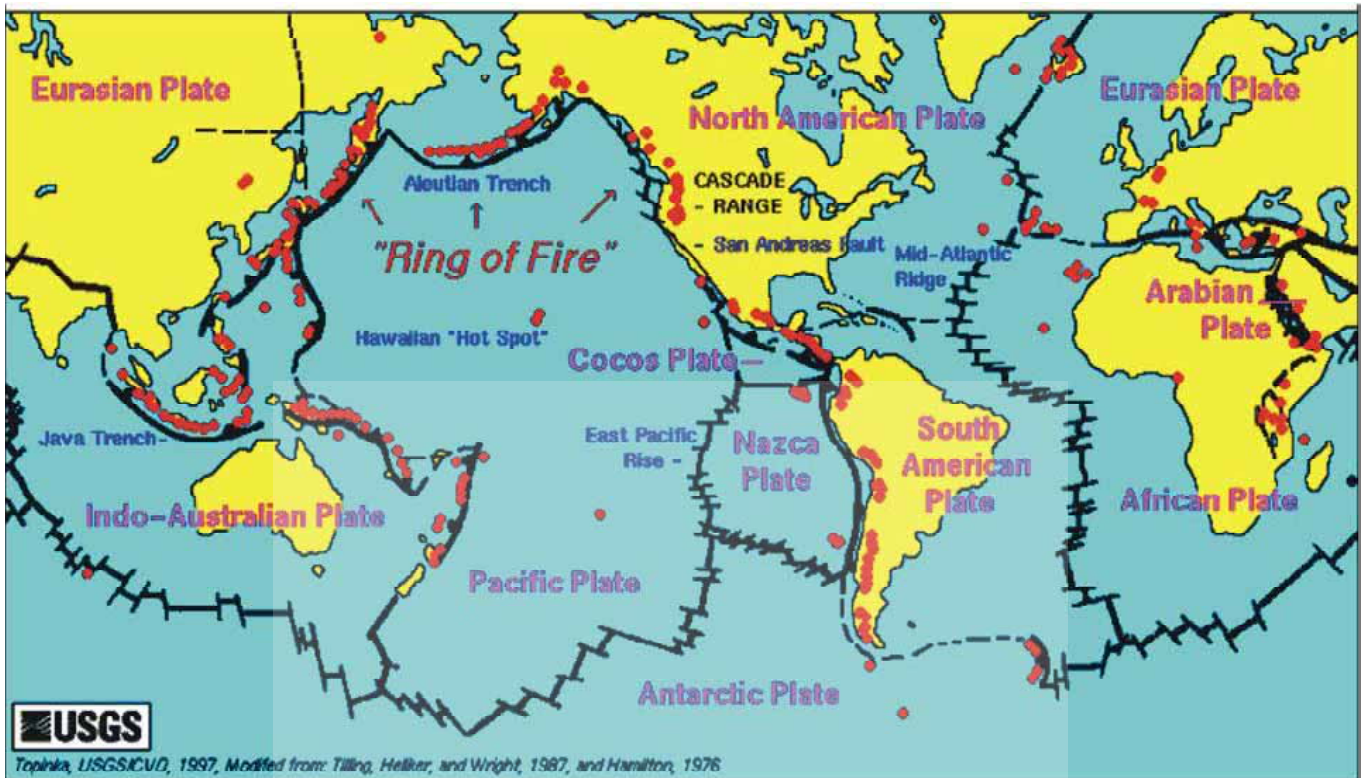 Eurasian Plate
North American Plate
Eurasian Plate
Aleutian Trench
CASCADE
- RANGE
"Ring of Fire"
- San Andreas Fault
Mid-Atlantic
Ridge
Arabian
Plate
Hawaiian "Hot Spot"
Cocos Plate
Java Trench
East Pacific
Rise
Nazca
Plate
South
American
Plate
Indo-Australian Plate
African Plate
Pacific Plate
Antarctic Plate
USGS
Topinka, USGS/CVO, 1997, Modified from: Tilling, Heliker, and Wright, 1987, and Hamilton, 1976